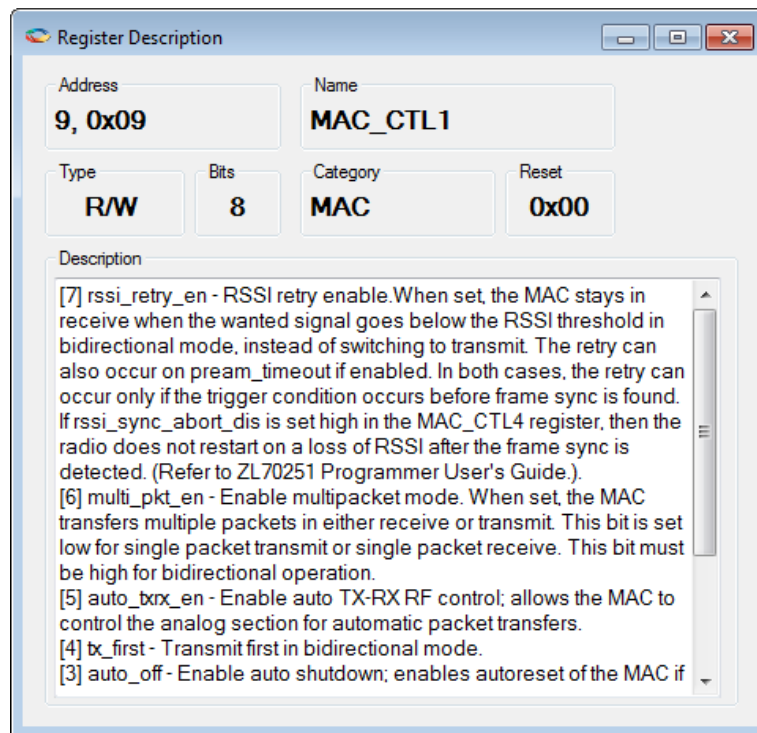 Register Description
Address
9, 0x09
Name
MAC_CTL1
Type
R/W
Bits
8
Category
MAC
Reset
0x00
Description
[7] rssi_retry_en - RSSI retry enable.When set, the MAC stays in
receive when the wanted signal goes below the RSSI threshold in
bidirectional mode, instead of switching to transmit. The retry can
also occur on pream_timeout if enabled. In both cases, the retry can
occur only if the trigger condition occurs before frame sync is found.
If rssi_sync_abort_dis is set high in the MAC_CTL4 register, then the
radio does not restart on a loss of RSSI after the frame sync is
detected. (Refer to ZL70251 Programmer User's Guide.).
[6] multi_pkt_en - Enable multipacket mode. When set, the MAC
transfers multiple packets in either receive or transmit. This bit is set
low for single packet transmit or single packet receive. This bit must
be high for bidirectional operation.
[5] auto_txrx_en - Enable auto TX-RX RF control; allows the MAC to
control the analog section for automatic packet transfers.
[4] tx_first - Transmit first in bidirectional mode.
[3] auto_off - Enable auto shutdown; enables autoreset of the MAC if